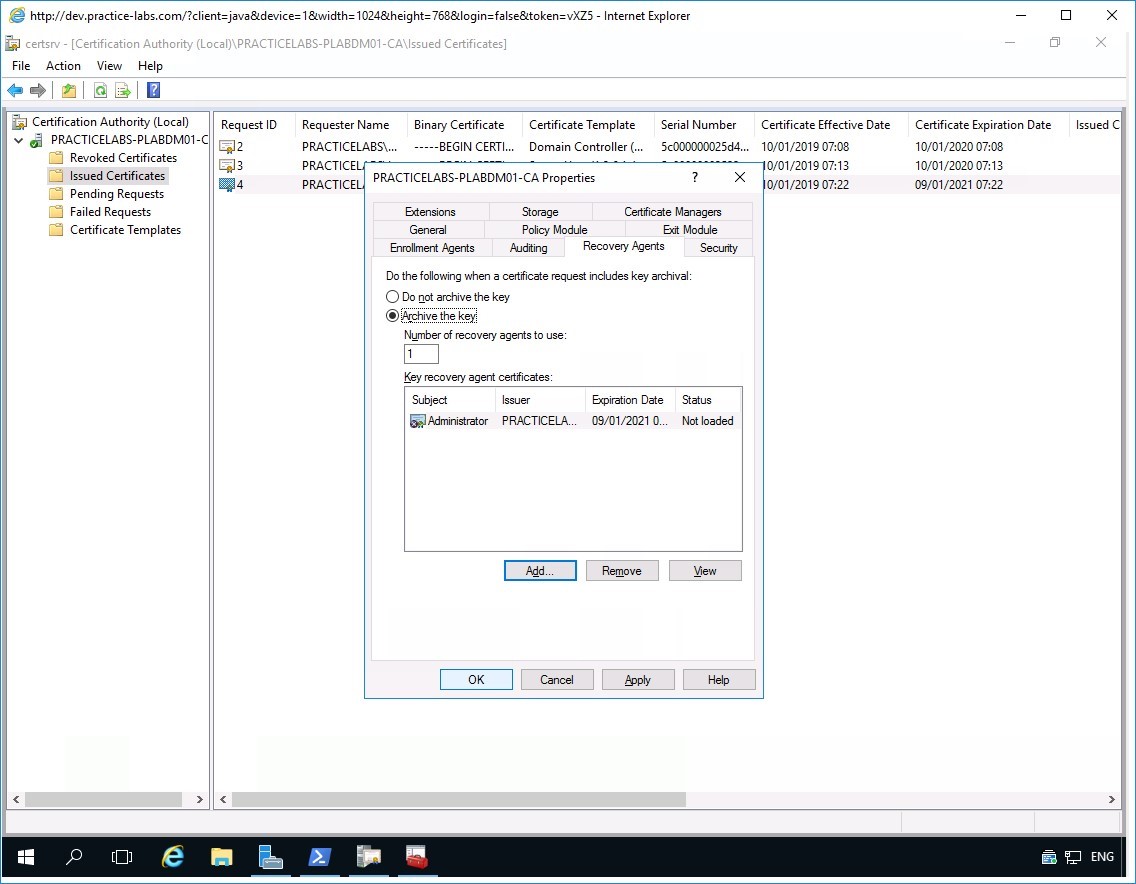 http://dev.practice-labs.com/?client=java&device=1&width=1024&height=768&login=false&token=vXZ5 - Internet Explorer
certsrv - [Certification Authority (Local)\PRACTICELABS-PLABDM01-CA\Issued Certificates]
File Action View Help
Certification Authority (Local)
PRACTICELABS-PLABDM01-C
Revoked Certificates
Issued Certificates
Pending Requests
Failed Requests
Certificate Templates
Request ID Requester Name Binary Certificate Certificate Template Serial Number Certificate Effective Date Certificate Expiration Date Issued C
2 PRACTICELABS\... -----BEGIN CERTI... Domain Controller (... 5c000000025d4... 10/01/2019 07:08 10/01/2020 07:08
3 PRACTICEL 10/01/2019 07:13 10/01/2020 07:13
4 PRACTICEL 10/01/2019 07:22 09/01/2021 07:22
PRACTICELABS-PLABDM01-CA Properties ?
Extensions Storage Certificate Managers
General Policy Module Exit Module
Enrollment Agents Auditing Recovery Agents Security
Do the following when a certificate request includes key archival:
Do not archive the key
Archive the key
Number of recovery agents to use:
1
Key recovery agent certificates:
Subject Issuer Expiration Date Status
Administrator PRACTICELA... 09/01/2021 0... Not loaded
Add... Remove View
OK Cancel Apply Help
ENG